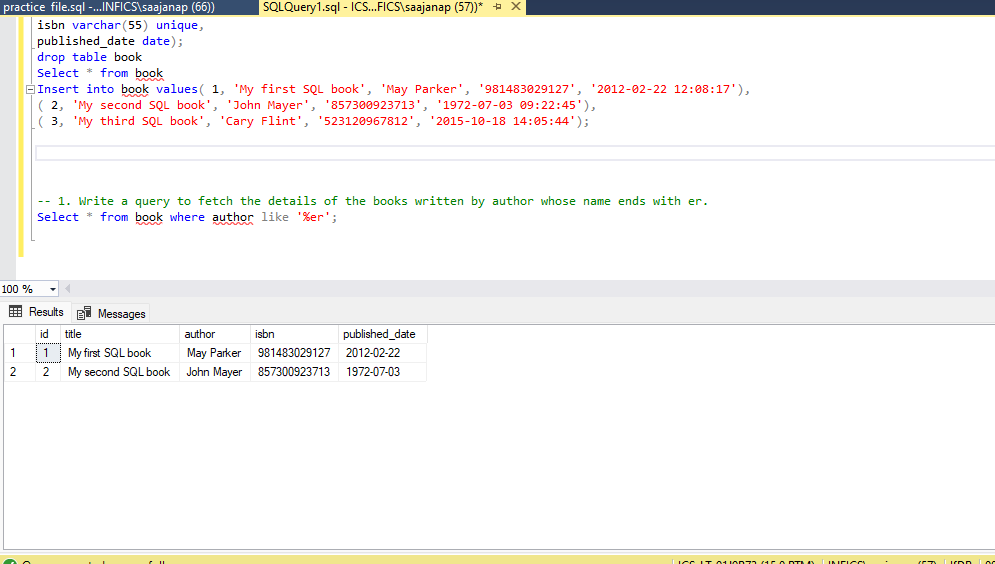 practice file.sql -...INFICS\saajanap (66))
SQLQuery1.sql - ICS...FICS\saajanap (57))*
isbn varchar(55) unique,
published_date date);
drop table book
Select * from book
Insert into book values( 1, 'My first SQL book', 'May Parker', '981483029127', '2012-02-22 12:08:17'),
( 2, 'My second SQL book', 'John Mayer', '857300923713', '1972-07-03 09:22:45'),
( 3, 'My third SQL book', 'Cary Flint', '523120967812', '2015-10-18 14:05:44');
-- 1. Write a query to fetch the details of the books written by author whose name ends with er.
Select * from book where author like '%er';
100 %
Results Messages
id title author isbn published_date
1 1 My first SQL book May Parker 981483029127 2012-02-22
2 2 My second SQL book John Mayer 857300923713 1972-07-03